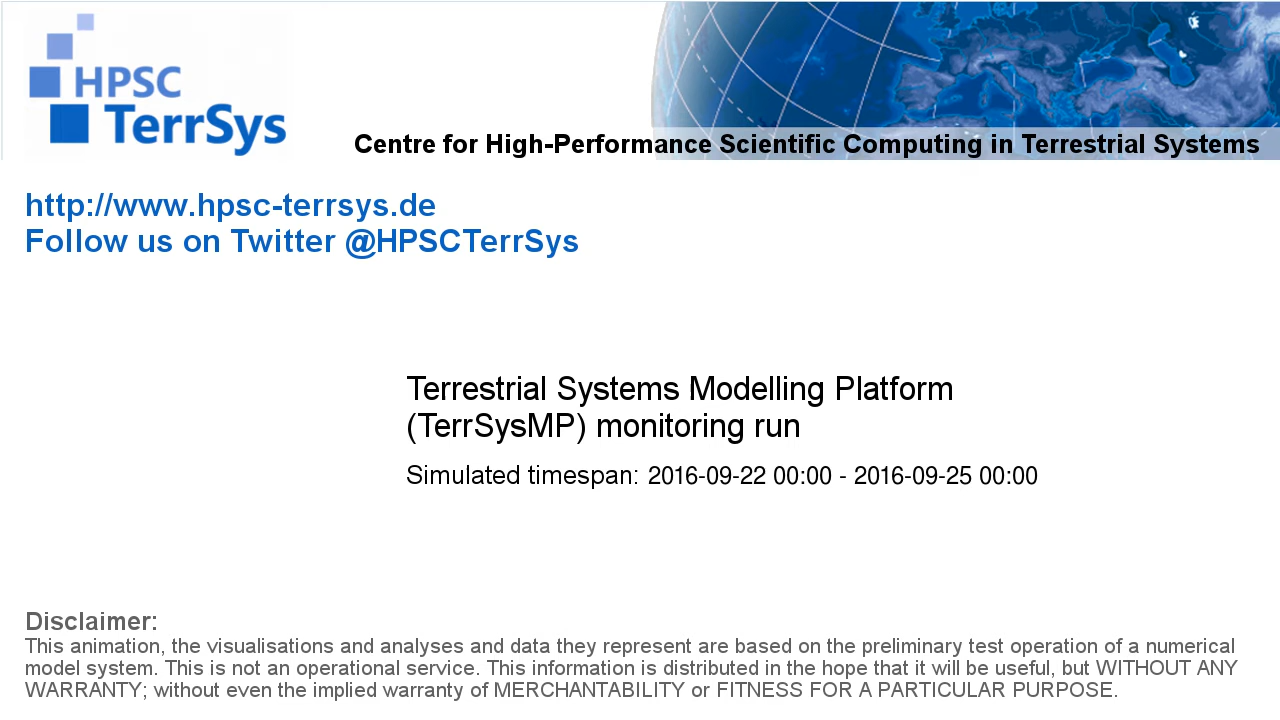 HPSC
TerrSys
Centre for High-Performance Scientific Computing in Terrestrial Systems
http://www.hpsc-terrsys.de
Follow us on Twitter @HPSCTerrSys
Terrestrial Systems Modelling Platform
(TerrSysMP) monitoring run
Simulated timespan: 2016-09-22 00:00 - 2016-09-25 00:00
Disclaimer:
This animation, the visualisations and analyses and data they represent are based on the preliminary test operation of a numerical
model system. This is not an operational service. This information is distributed in the hope that it will be useful, but WITHOUT ANY
WARRANTY; without even the implied warranty of MERCHANTABILITY or FITNESS FOR A PARTICULAR PURPOSE.